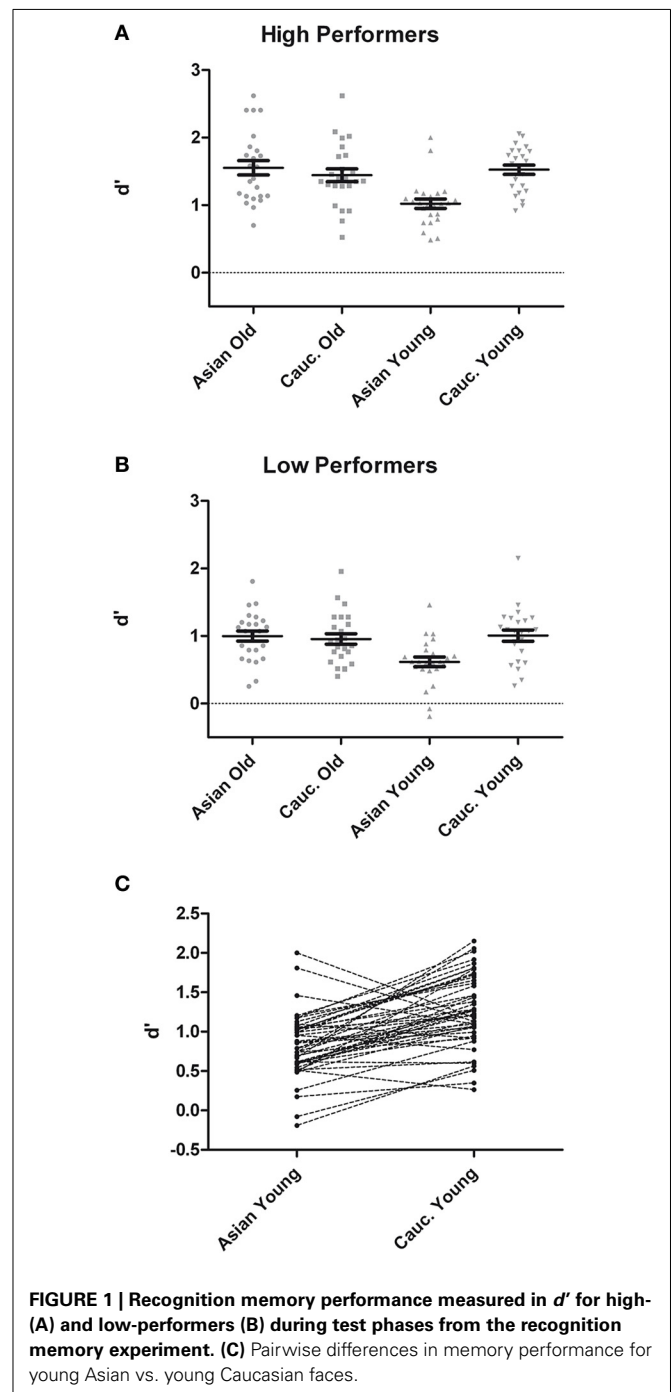 A
High Performers
3
2
1
0
d'
Asian Old
Cauc. Old
Asian Young
Cauc. Young
B
Low Performers
3
2
1
0
d'
Asian Old
Cauc. Old
Asian Young
Cauc. Young
C
2.5
2.0
1.5
1.0
0.5
0.0
-0.5
d'
Asian Young
Cauc. Young
FIGURE 1 | Recognition memory performance measured in d′ for high-
(A) and low-performers (B) during test phases from the recognition
memory experiment. (C) Pairwise differences in memory performance for
young Asian vs. young Caucasian faces.